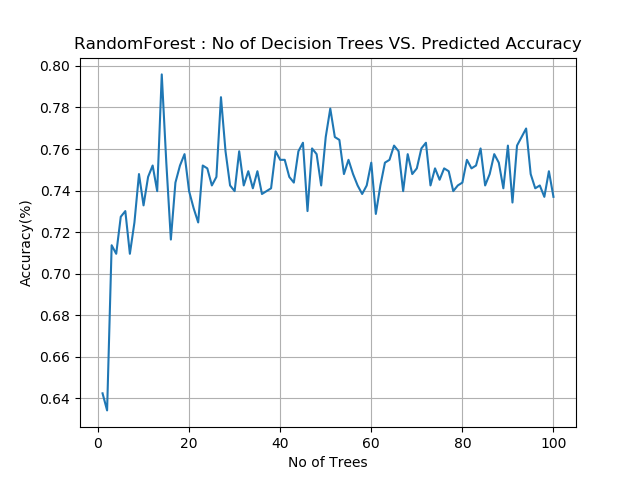 RandomForest : No of Decision Trees VS. Predicted Accuracy
Accuracy(%)
0.80
0.78
0.76
0.74
0.72
0.70
0.68
0.66
0.64
0 20 40 60 80 100
No of Trees